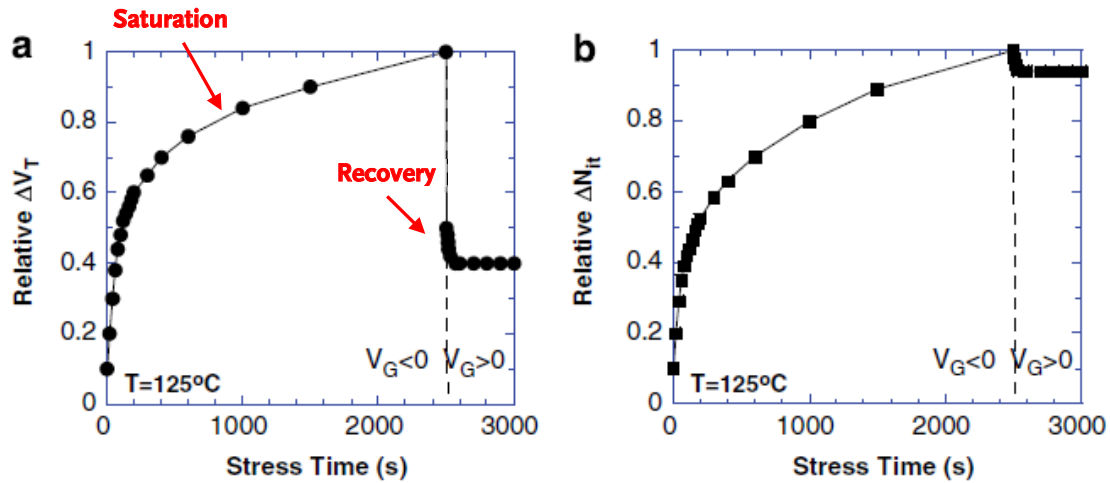 Saturation
a
Relative ΔV_T
1
0.8
0.6
0.4
0.2
0
Recovery
V_G<0 V_G>0
T=125ºC
0 1000 2000 3000
Stress Time (s)
b
Relative ΔN_it
1
0.8
0.6
0.4
0.2
0
V_G<0 V_G>0
T=125ºC
0 1000 2000 3000
Stress Time (s)